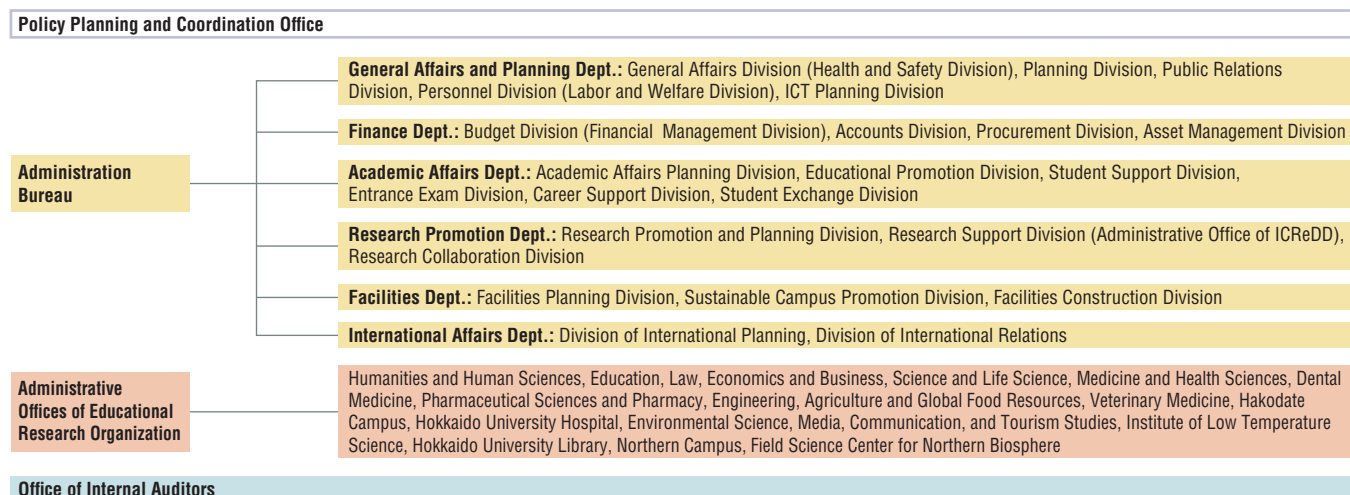 Policy Planning and Coordination Office
General Affairs and Planning Dept.: General Affairs Division (Health and Safety Division), Planning Division, Public Relations
Division, Personnel Division (Labor and Welfare Division), ICT Planning Division
Finance Dept.: Budget Division (Financial Management Division), Accounts Division, Procurement Division, Asset Management Division
Administration
Bureau
Academic Affairs Dept.: Academic Affairs Planning Division, Educational Promotion Division, Student Support Division,
Entrance Exam Division, Career Support Division, Student Exchange Division
Research Promotion Dept.: Research Promotion and Planning Division, Research Support Division (Administrative Office of ICReDD),
Research Collaboration Division
Facilities Dept.: Facilities Planning Division, Sustainable Campus Promotion Division, Facilities Construction Division
International Affairs Dept.: Division of International Planning, Division of International Relations
Administrative
Offices of Educational
Research Organization
Humanities and Human Sciences, Education, Law, Economics and Business, Science and Life Science, Medicine and Health Sciences, Dental
Medicine, Pharmaceutical Sciences and Pharmacy, Engineering, Agriculture and Global Food Resources, Veterinary Medicine, Hakodate
Campus, Hokkaido University Hospital, Environmental Science, Media, Communication, and Tourism Studies, Institute of Low Temperature
Science, Hokkaido University Library, Northern Campus, Field Science Center for Northern Biosphere
Office of Internal Auditors